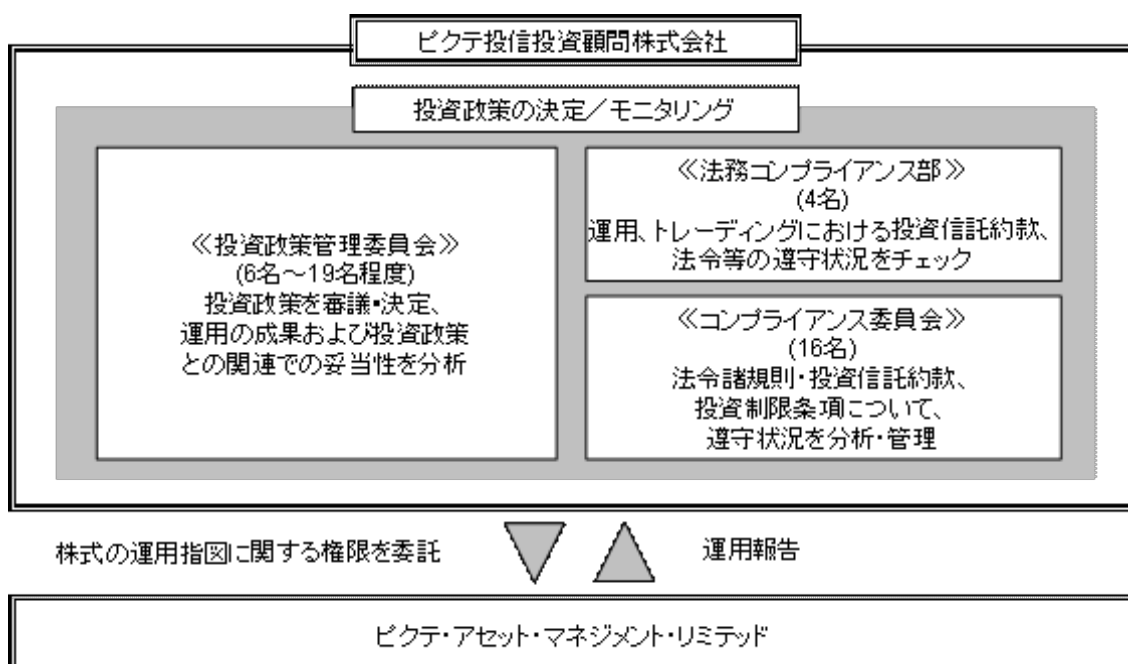 ピクテ投信投資顧問株式会社
投資政策の決定／モニタリング
≪投資政策管理委員会≫
(6名～19名程度)
投資政策を審議・決定、
運用の成果および投資政策
との関連での妥当性を分析
≪法務コンプライアンス部≫
(4名)
運用、トレーディングにおける投資信託約款、
法令等の遵守状況をチェック
≪コンプライアンス委員会≫
(16名)
法令諸規則・投資信託約款、
投資制限条項について、
遵守状況を分析・管理
株式の運用指図に関する権限を委託
運用報告
ピクテ・アセット・マネジメント・リミテッド